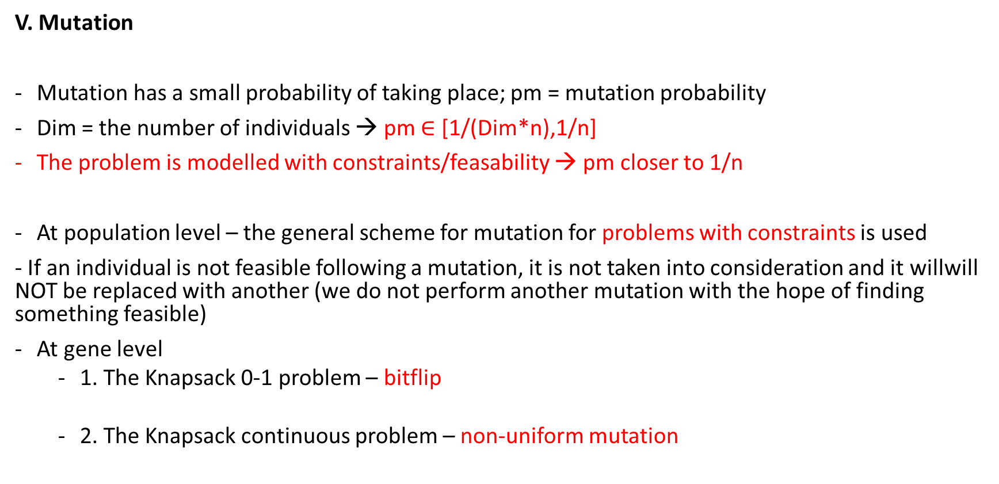 V. Mutation
- Mutation has a small probability of taking place; pm = mutation probability
- Dim = the number of individuals → pm ∈ [1/(Dim*n),1/n]
- The problem is modelled with constraints/feasability → pm closer to 1/n
- At population level – the general scheme for mutation for problems with constraints is used
- If an individual is not feasible following a mutation, it is not taken into consideration and it willwill
NOT be replaced with another (we do not perform another mutation with the hope of finding
something feasible)
- At gene level
- 1. The Knapsack 0-1 problem – bitflip
- 2. The Knapsack continuous problem – non-uniform mutation